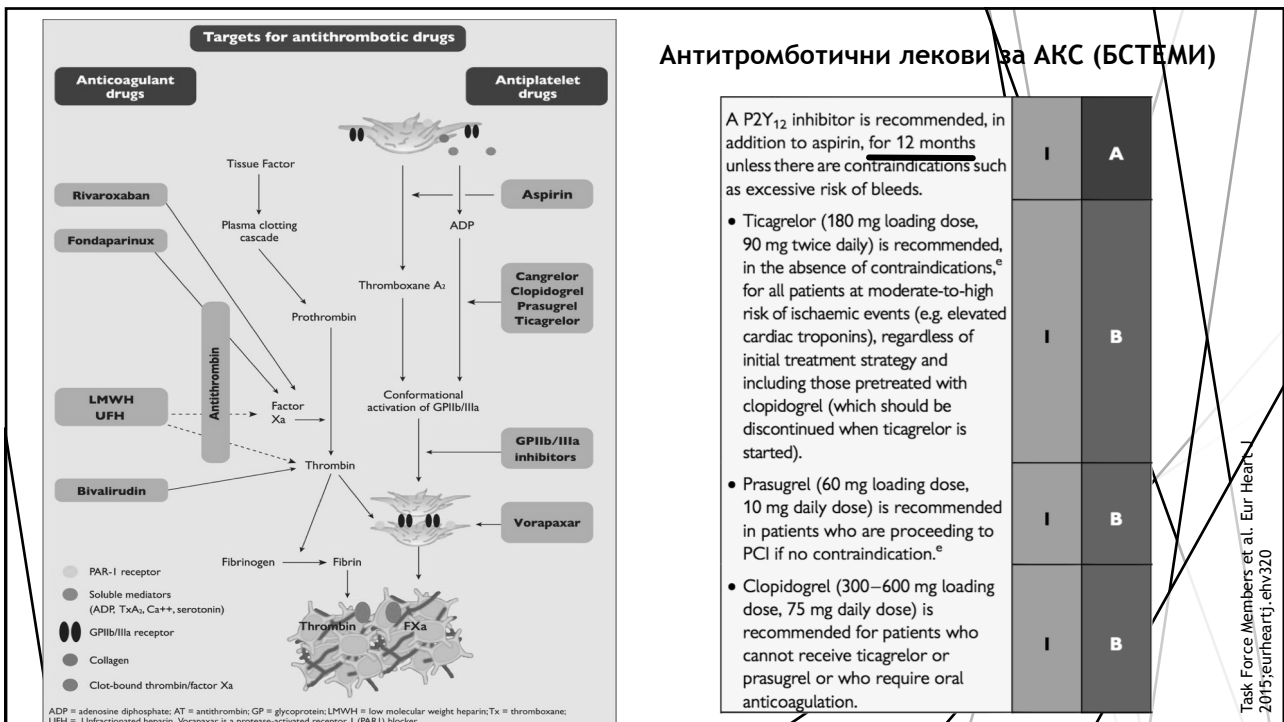 Targets for antithrombotic drugs
Anticoagulant
drugs
Antiplatelet
drugs
Tissue Factor
Rivaroxaban
Aspirin
Plasma clotting
cascade
ADP
Fondaparinux
Thromboxane A₂
Cangrelor
Clopidogrel
Prasugrel
Ticagrelor
Prothrombin
Antithrombin
LMWH
UFH
Factor
Xa
Conformational
activation of GPIIb/IIIa
GPIIb/IIIa
inhibitors
Thrombin
Bivalirudin
Vorapaxar
Fibrinogen
Fibrin
PAR-1 receptor
Soluble mediators
(ADP, TxA₂, Ca++, serotonin)
GPIIb/IIIa receptor
Collagen
Clot-bound thrombin/factor Xa
Thrombin
FXa
ADP = adenosine diphosphate; AT = antithrombin; GP = glycoprotein; LMWH = low molecular weight heparin; Tx = thromboxane;
UFH = Unfractionated heparin. Vorapaxar is a protease-activated receptor 1 (PAR1) blocker.
Антитромботични лекови за АКС (БСТЕМИ)
A P2Y₁₂ inhibitor is recommended, in
addition to aspirin, for 12 months
unless there are contraindications such
as excessive risk of bleeds.
I
A
• Ticagrelor (180 mg loading dose,
90 mg twice daily) is recommended,
in the absence of contraindications,ᵉ
for all patients at moderate-to-high
risk of ischaemic events (e.g. elevated
cardiac troponins), regardless of
initial treatment strategy and
including those pretreated with
clopidogrel (which should be
discontinued when ticagrelor is
started).
I
B
• Prasugrel (60 mg loading dose,
10 mg daily dose) is recommended
in patients who are proceeding to
PCI if no contraindication.ᵉ
I
B
• Clopidogrel (300–600 mg loading
dose, 75 mg daily dose) is
recommended for patients who
cannot receive ticagrelor or
prasugrel or who require oral
anticoagulation.
I
B
Task Force Members et al. Eur Heart J
2015;eurheartj.ehv320